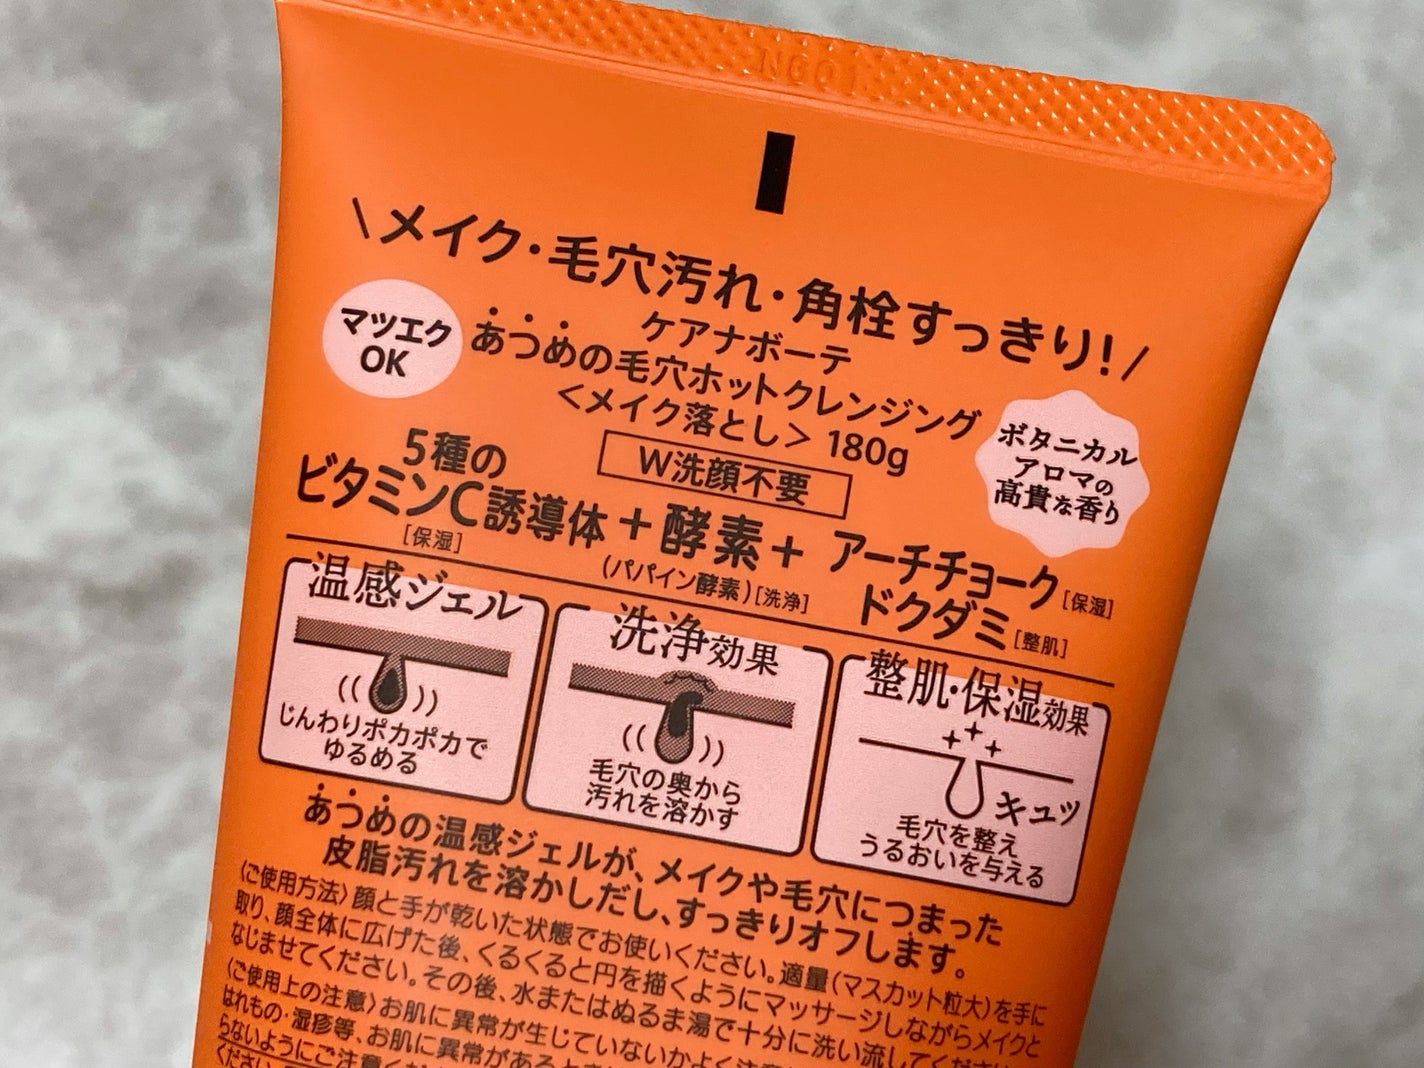 N001
\メイク・毛穴汚れ・角栓すっきり!/
マツエク
OK
ケアナボーテ
あつめの毛穴ホットクレンジング
<メイク落とし> 180g
W洗顔不要
ボタニカル
アロマの
高貴な香り
5種の
ビタミンC誘導体
[保湿]
+酵素+
(パパイン酵素)[洗浄]
アーチチョーク[保湿]
ドクダミ[整肌]
温感ジェル
じんわりポカポカで
ゆるめる
洗浄効果
毛穴の奥から
汚れを溶かす
整肌・保湿効果
キュッ
毛穴を整え
うるおいを与える
あつめの温感ジェルが、メイクや毛穴につまった
皮脂汚れを溶かしだし、すっきりオフします。
〈ご使用方法〉顔と手が乾いた状態でお使いください。適量(マスカット粒大)を手に
取り、顔全体に広げた後、くるくると円を描くようにマッサージしながらメイクと
なじませてください。その後、水またはぬるま湯で十分に洗い流してください
〈ご使用上の注意〉お肌に異常が生じていないかよく注意
はれもの・湿疹等、お肌に異常があるとき
らないようにご注意く
ください。